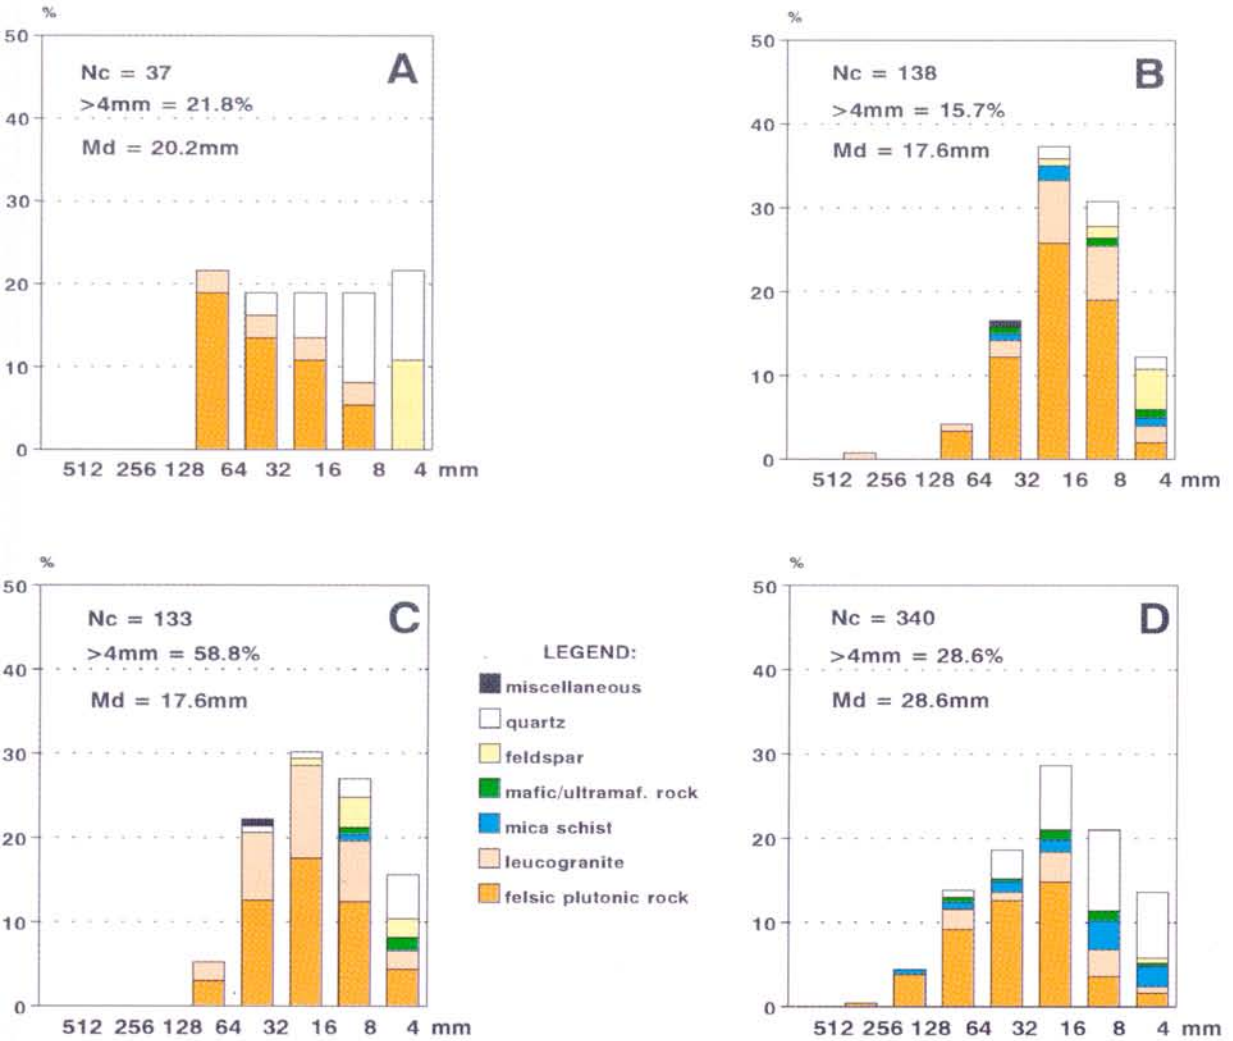 %
50
Nc = 37
A
>4mm = 21.8%
40
Md = 20.2mm
30
20
10
0
512 256 128 64 32 16 8 4 mm
%
50
Nc = 138
B
>4mm = 15.7%
40
Md = 17.6mm
30
20
10
0
512 256 128 64 32 16 8 4 mm
%
50
Nc = 133
C
>4mm = 58.8%
40
Md = 17.6mm
30
20
10
0
512 256 128 64 32 16 8 4 mm
LEGEND:
miscellaneous
quartz
feldspar
mafic/ultramaf. rock
mica schist
leucogranite
felsic plutonic rock
%
50
Nc = 340
D
>4mm = 28.6%
40
Md = 28.6mm
30
20
10
0
512 256 128 64 32 16 8 4 mm